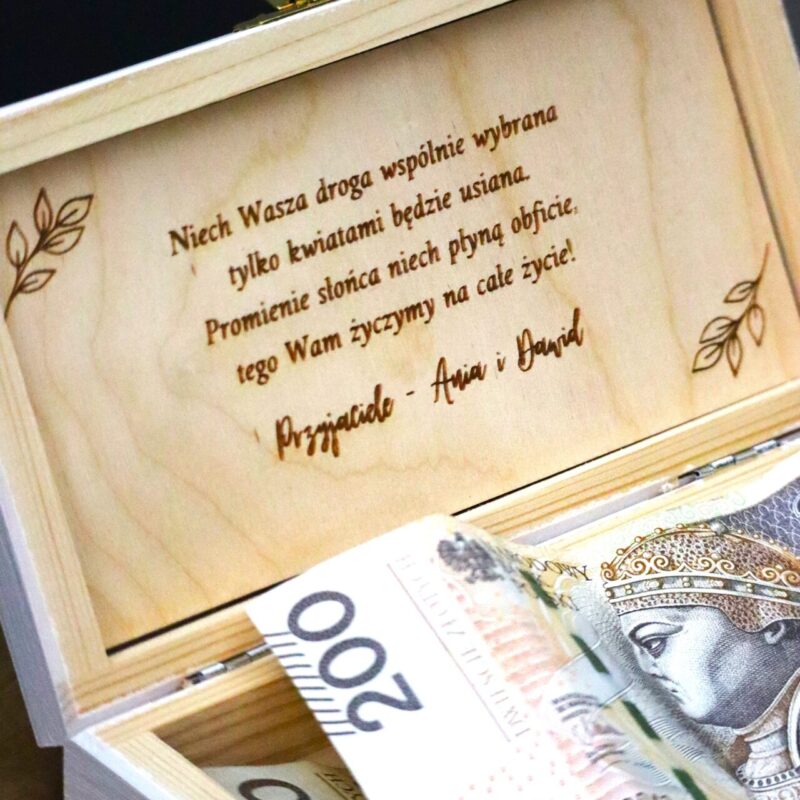 Niech Wasza droga wspólnie wybrana
tylko kwiatami będzie usiana.
Promienie słońca niech płyną obficie,
tego Wam życzymy na całe życie!
Przyjaciele - Ania i Dawid
200